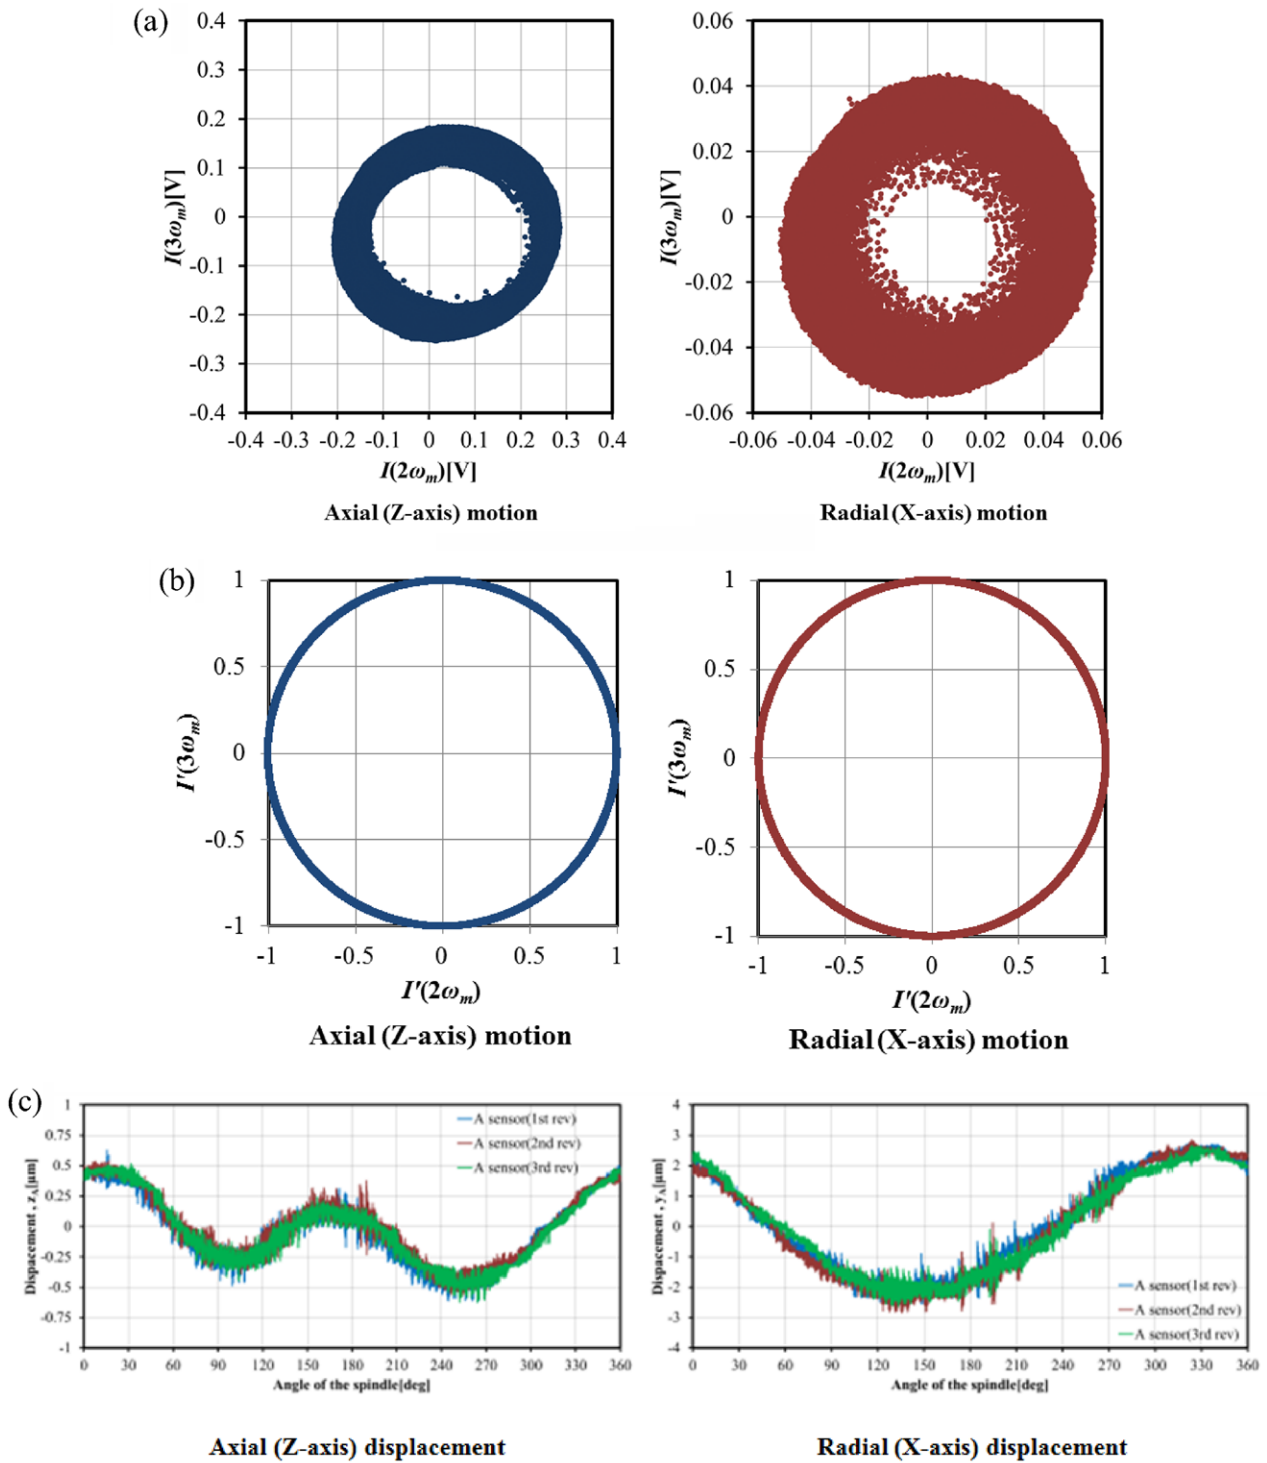 (a)
0.4
0.3
0.2
0.1
0
-0.1
-0.2
-0.3
-0.4
I(3ωm)[V]
-0.4 -0.3 -0.2 -0.1 0 0.1 0.2 0.3 0.4
I(2ωm)[V]
Axial (Z-axis) motion
0.06
0.04
0.02
0
-0.02
-0.04
-0.06
I(3ωm)[V]
-0.06 -0.04 -0.02 0 0.02 0.04 0.06
I(2ωm)[V]
Radial (X-axis) motion
(b)
1
0.5
0
-0.5
-1
I'(3ωm)
-1 -0.5 0 0.5 1
I'(2ωm)
Axial (Z-axis) motion
1
0.5
0
-0.5
-1
I'(3ωm)
-1 -0.5 0 0.5 1
I'(2ωm)
Radial (X-axis) motion
(c)
1
0.75
0.5
0.25
0
-0.25
-0.5
-0.75
-1
Dispacement , zA[μm]
A sensor(1st rev)
A sensor(2nd rev)
A sensor(3rd rev)
0 30 60 90 120 150 180 210 240 270 300 330 360
Angle of the spindle[deg]
Axial (Z-axis) displacement
4
3
2
1
0
-1
-2
-3
-4
Displacement , yA[μm]
A sensor(1st rev)
A sensor(2nd rev)
A sensor(3rd rev)
0 30 60 90 120 150 180 210 240 270 300 330 360
Angle of the spindle[deg]
Radial (X-axis) displacement